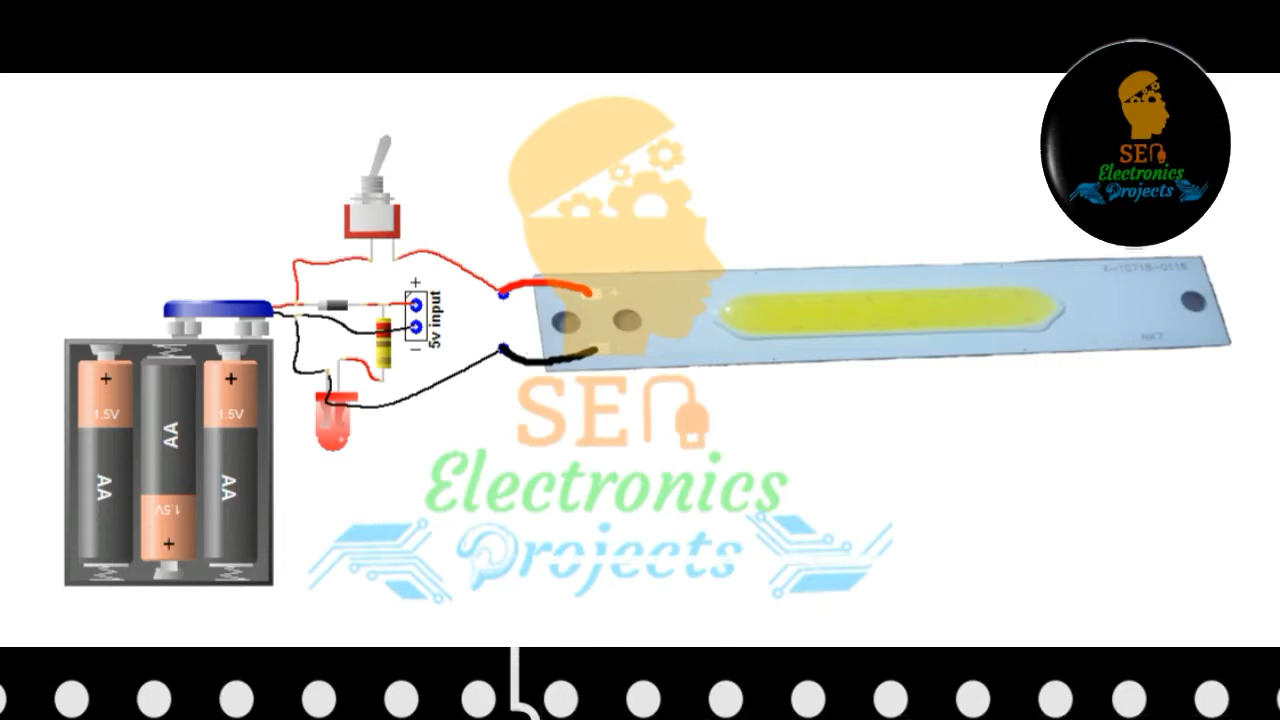 SEN
Electronics
Projects
+
5v input
−
+
1.5V
AA
AA
1.5V
+
+
1.5V
AA
+
SEN
Electronics
Projects